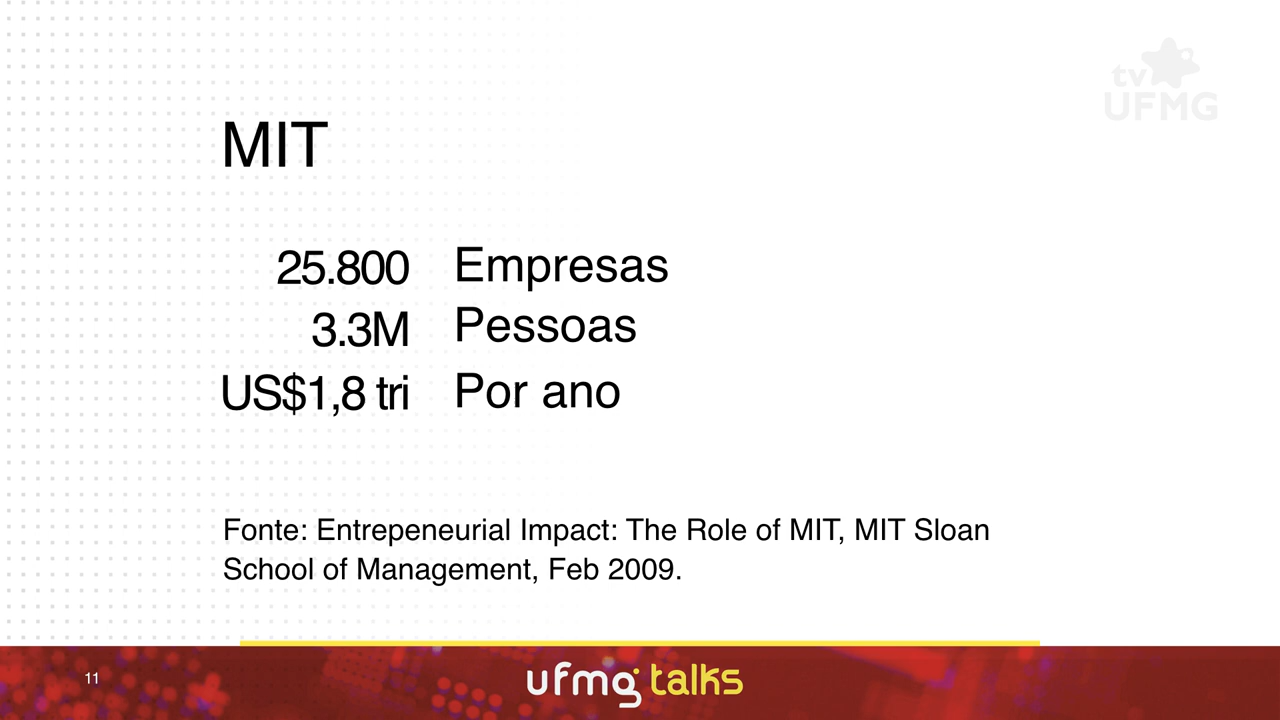 tv
UFMG
MIT
25.800 Empresas
3.3M Pessoas
US$1,8 tri Por ano
Fonte: Entrepeneurial Impact: The Role of MIT, MIT Sloan
School of Management, Feb 2009.
11
ufmg talks